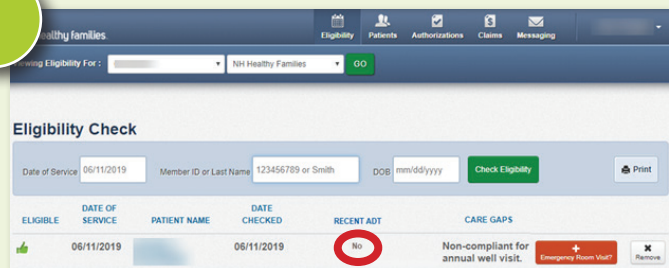 healthy families
Eligibility Patients Authorizations Claims Messaging
Viewing Eligibility For : NH Healthy Families GO
Eligibility Check
Date of Service 06/11/2019 Member ID or Last Name 123456789 or Smith DOB mm/dd/yyyy Check Eligibility Print
ELIGIBLE DATE OF SERVICE PATIENT NAME DATE CHECKED RECENT ADT CARE GAPS
06/11/2019 06/11/2019 No Non-compliant for annual well visit. + Emergency Room Visit? X Remove